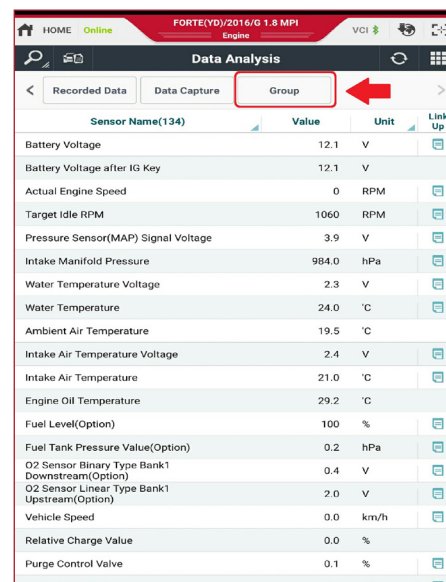 HOME Online FORTE(YD)/2016/G 1.8 MPI VCI
Engine
Data Analysis
Recorded Data Data Capture Group
Sensor Name(134) Value Unit Link Up
Battery Voltage 12.1 V
Battery Voltage after IG Key 12.1 V
Actual Engine Speed 0 RPM
Target Idle RPM 1060 RPM
Pressure Sensor(MAP) Signal Voltage 3.9 V
Intake Manifold Pressure 984.0 hPa
Water Temperature Voltage 2.3 V
Water Temperature 24.0 'C
Ambient Air Temperature 19.5 'C
Intake Air Temperature Voltage 2.4 V
Intake Air Temperature 21.0 'C
Engine Oil Temperature 29.2 'C
Fuel Level(Option) 100 %
Fuel Tank Pressure Value(Option) 0.2 hPa
O2 Sensor Binary Type Bank1
Downstream(Option) 0.4 V
O2 Sensor Linear Type Bank1
Upstream(Option) 2.0 V
Vehicle Speed 0.0 km/h
Relative Charge Value 0.0 %
Purge Control Valve 0.1 %